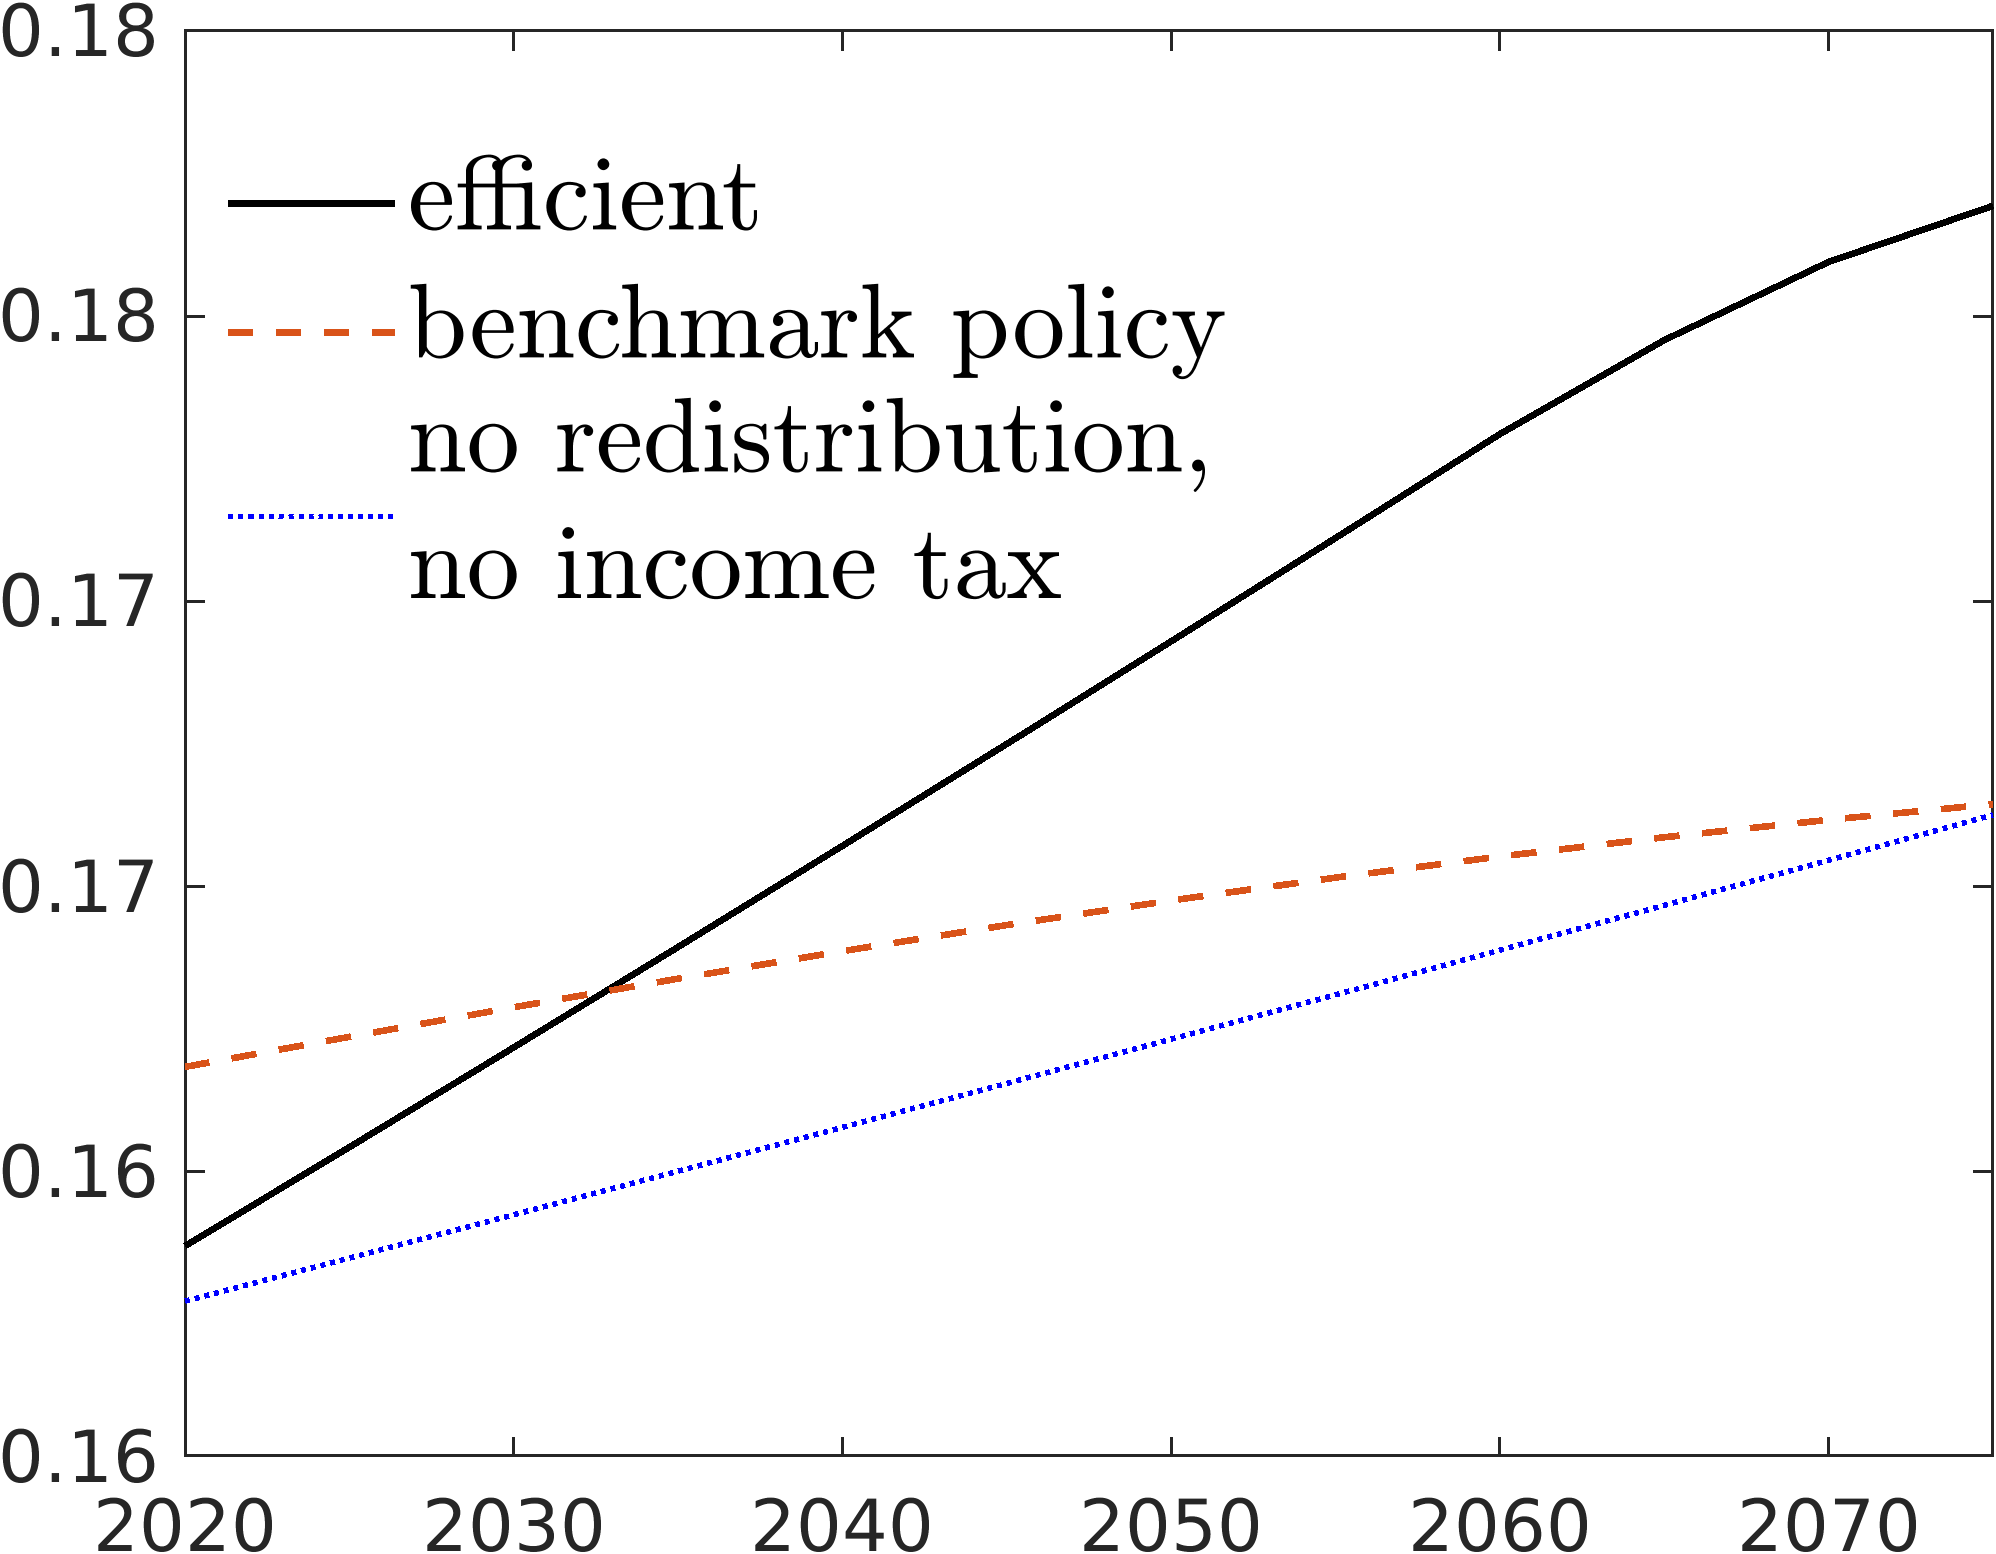 0.18
efficient
0.18
benchmark policy
no redistribution,
no income tax
0.17
0.17
0.16
0.16
2020 2030 2040 2050 2060 2070